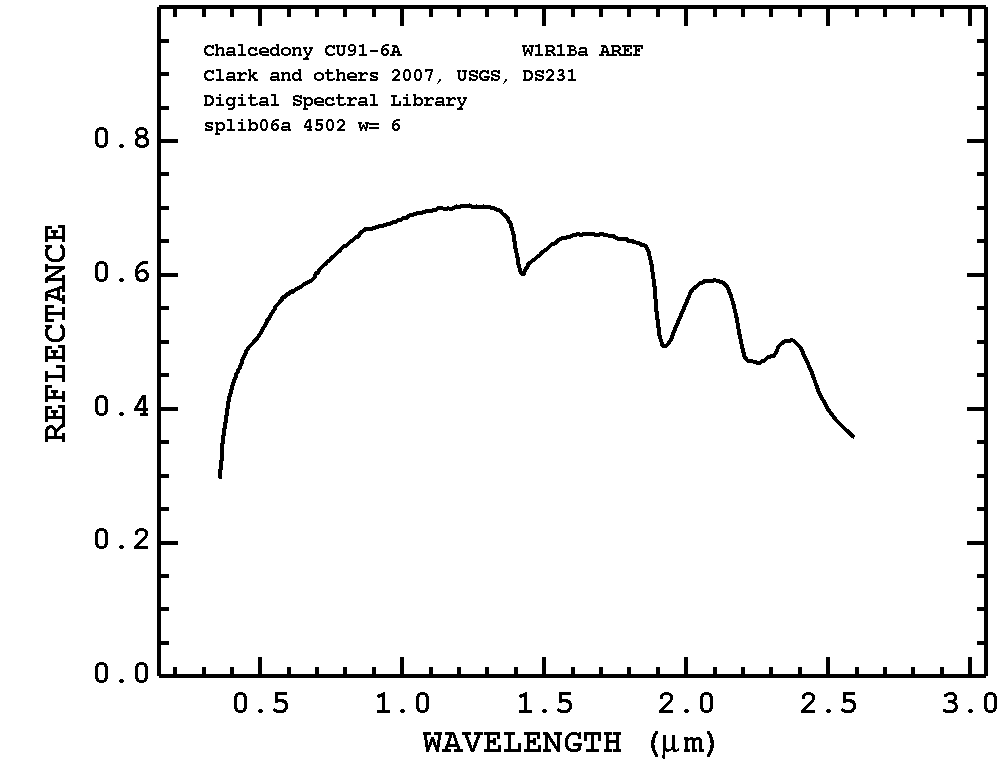 Chalcedony CU91-6A W1R1Ba AREF
Clark and others 2007, USGS, DS231
Digital Spectral Library
splib06a 4502 w= 6
REFLECTANCE
0.8
0.6
0.4
0.2
0.0
0.5 1.0 1.5 2.0 2.5 3.0
WAVELENGTH (μm)